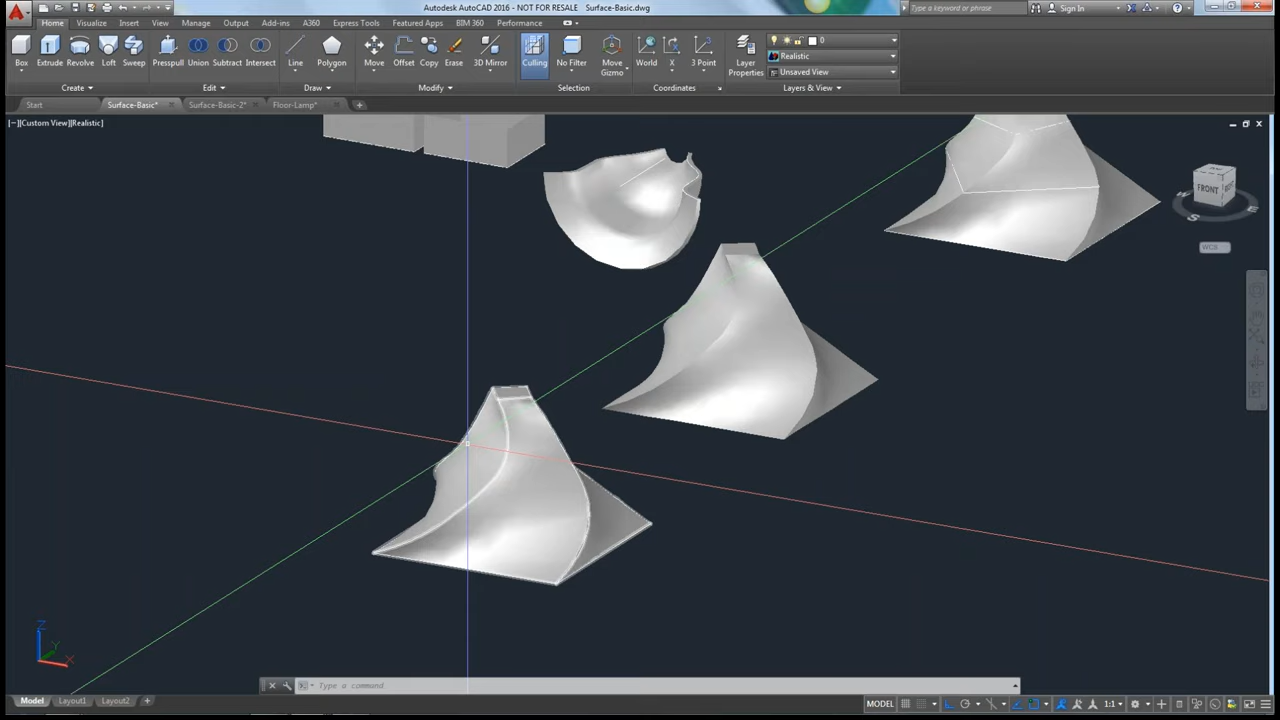 Autodesk AutoCAD 2016 - NOT FOR RESALE Surface-Basic.dwg
Type a keyword or phrase
Sign In
Home Visualize Insert View Manage Output Add-ins A360 Express Tools Featured Apps BIM 360 Performance
Box Extrude Revolve Loft Sweep Presspull Union Subtract Intersect Line Polygon Move Offset Copy Erase 3D Mirror Culling No Filter Move Gizmo World X 3 Point Layer Properties
0
Realistic
Unsaved View
Create Edit Draw Modify Selection Coordinates Layers & View
Start Surface-Basic* Surface-Basic-2* Floor-Lamp*
[−][Custom View][Realistic]
FRONT
S
E
WCS
Z
Y
X
Type a command
Model Layout1 Layout2 +
MODEL
1:1